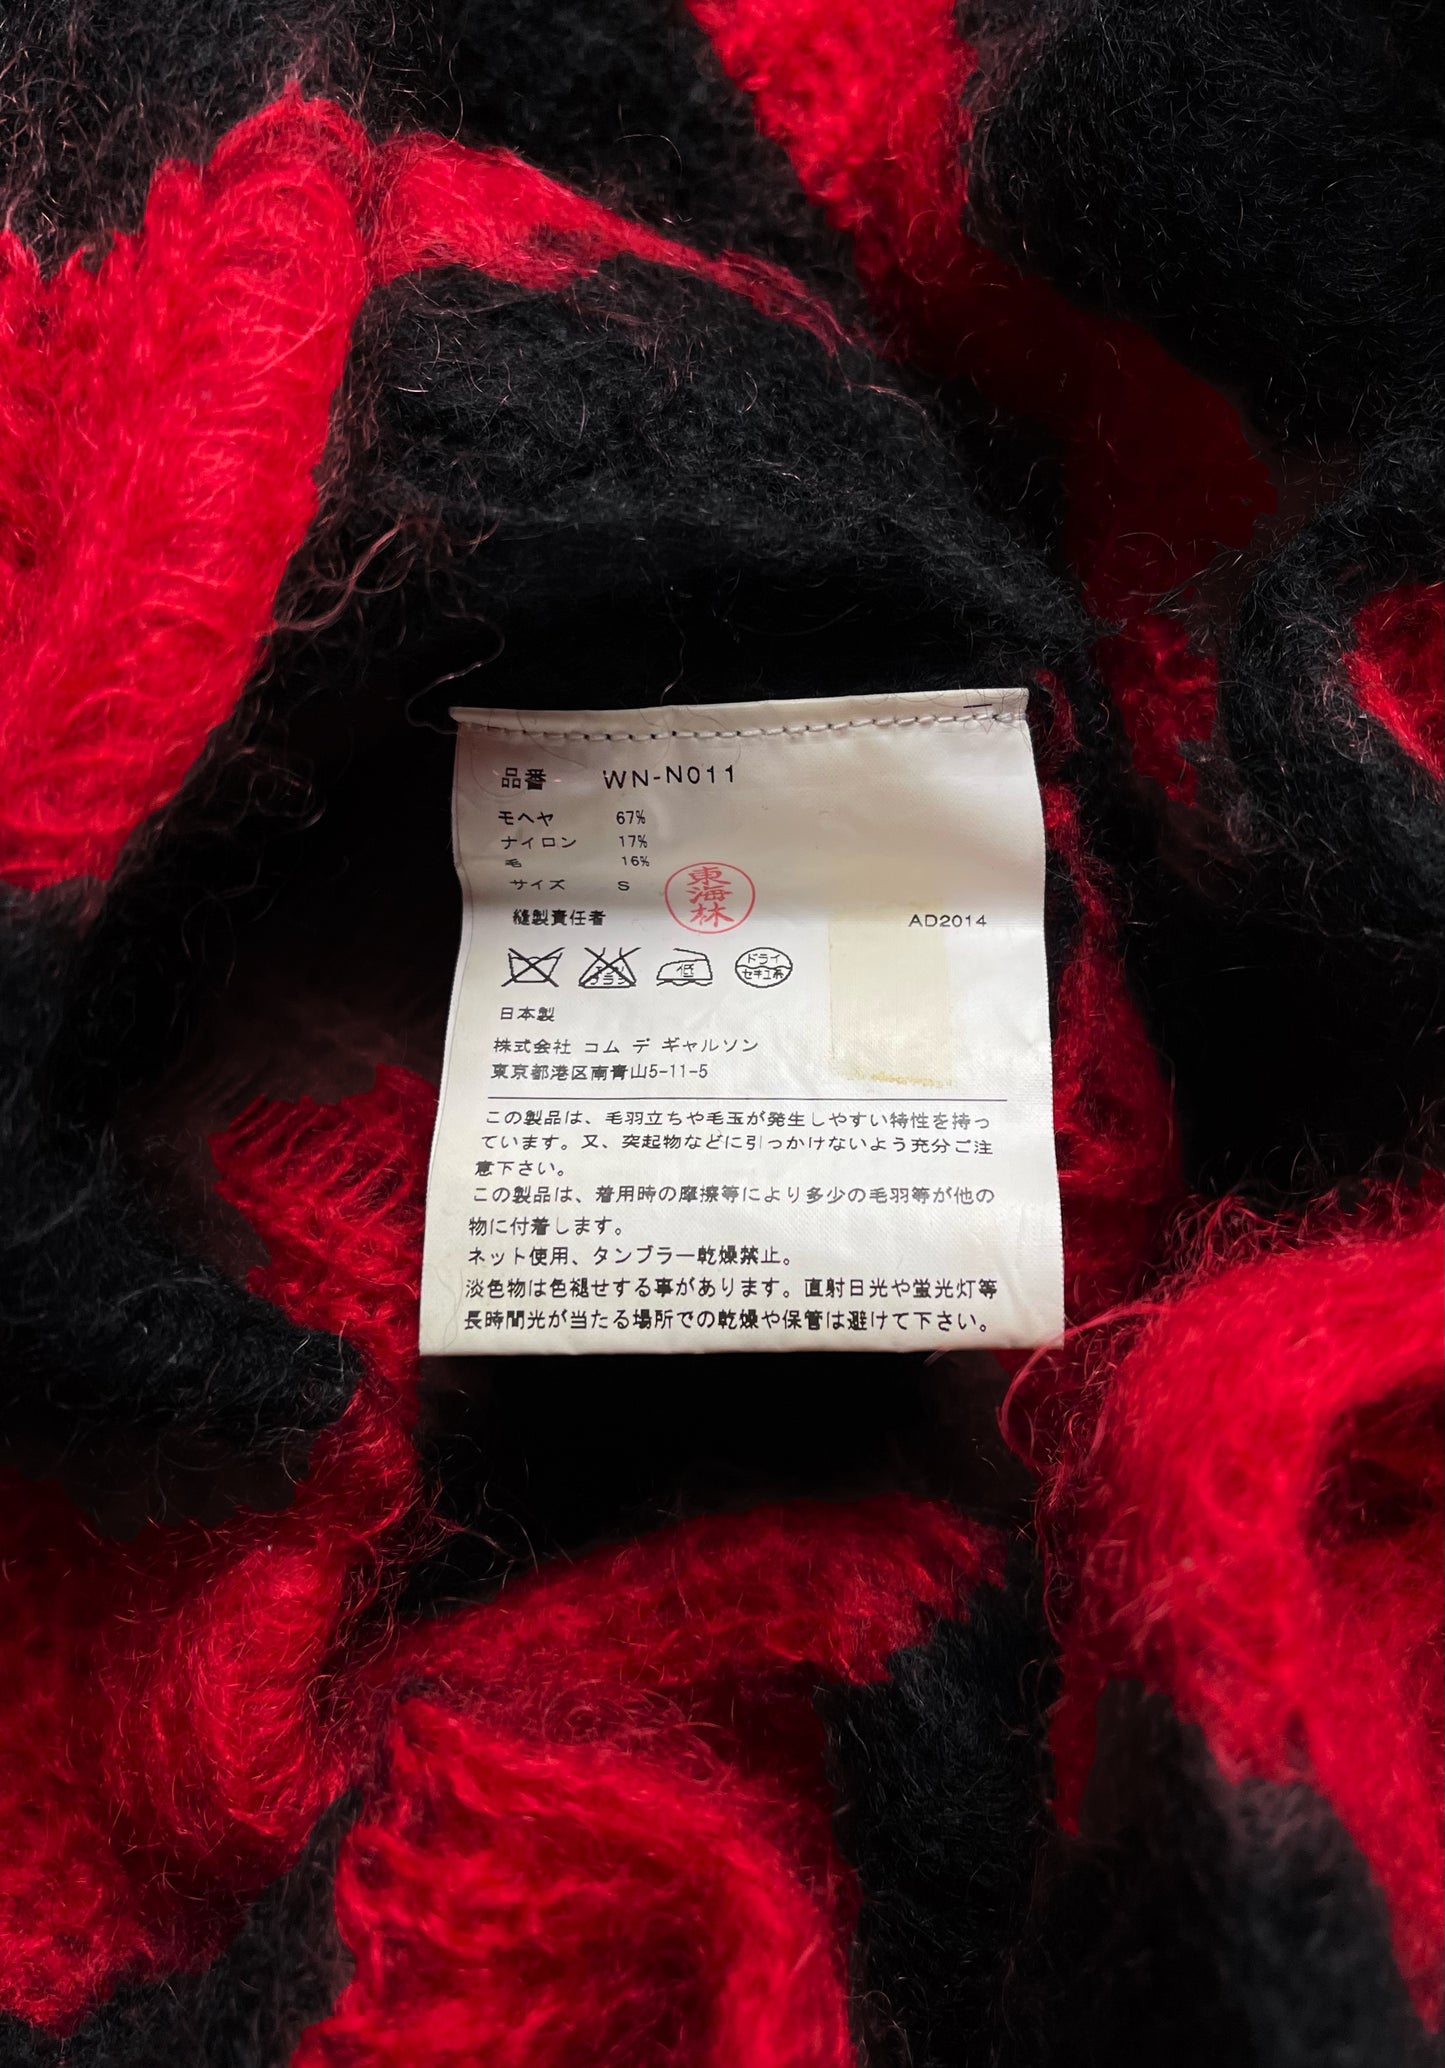 品番 WN-N011
モヘヤ 67%
ナイロン 17%
毛 16%
サイズ S
縫製責任者 東海林 AD2014
エンソ サラシ 低 ドライ セキユ系
日本製
株式会社 コム デ ギャルソン
東京都港区南青山5-11-5
この製品は、毛羽立ちや毛玉が発生しやすい特性を持っ
ています。又、突起物などに引っかけないよう充分ご注
意下さい。
この製品は、着用時の摩擦等により多少の毛羽等が他の
物に付着します。
ネット使用、タンブラー乾燥禁止。
淡色物は色褪せする事があります。直射日光や蛍光灯等
長時間光が当たる場所での乾燥や保管は避けて下さい。